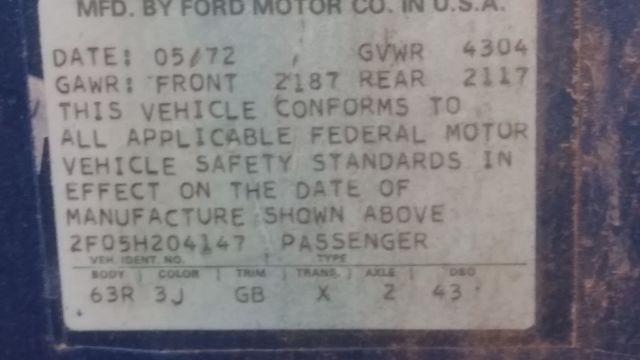 MFD. BY FORD MOTOR CO. IN U.S.A.
DATE: 05/72 GVWR 4304
GAWR: FRONT 2187 REAR 2117
THIS VEHICLE CONFORMS TO
ALL APPLICABLE FEDERAL MOTOR
VEHICLE SAFETY STANDARDS IN
EFFECT ON THE DATE OF
MANUFACTURE SHOWN ABOVE
2F05H204147 PASSENGER
VEH. IDENT. NO. TYPE
BODY | COLOR | TRIM | TRANS. | AXLE | DSO
63R 3J GB X 2 43